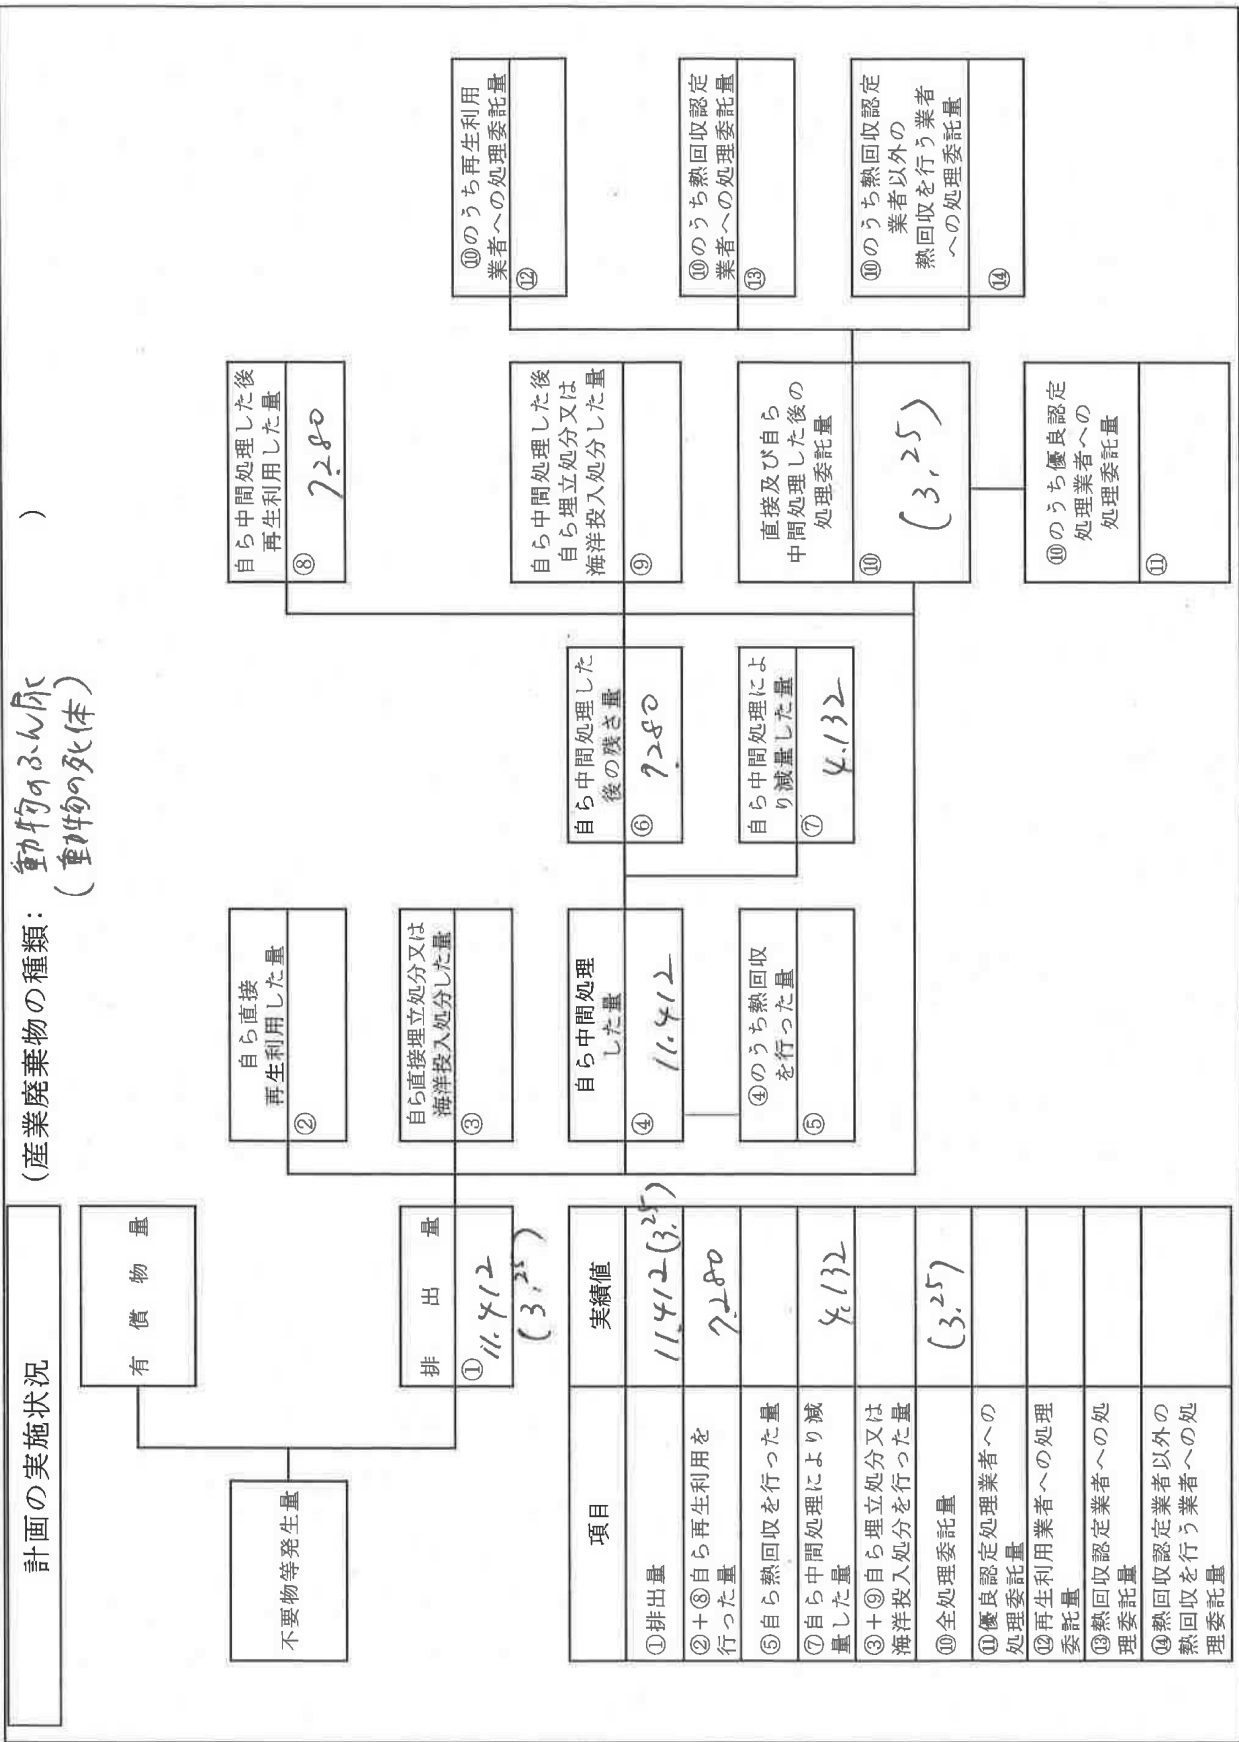 計画の実施状況
(産業廃棄物の種類: 動物のふん尿
(動物の死体)
)
不要物等発生量
有償物量
排出量
① 11.412
(3.25)
自ら直接
再生利用した量
②
自ら直接埋立処分又は
海洋投入処分した量
③
自ら中間処理
した量
④ 11.412
④のうち熱回収
を行った量
⑤
自ら中間処理した
後の残さ量
⑥ 7.280
自ら中間処理によ
り減量した量
⑦ 4.132
自ら中間処理した後
再生利用した量
⑧ 7.280
自ら中間処理した後
自ら埋立処分又は
海洋投入処分した量
⑨
直接及び自ら
中間処理した後の
処理委託量
⑩ (3.25)
⑩のうち優良認定
処理業者への
処理委託量
⑪
⑩のうち再生利用
業者への処理委託量
⑫
⑩のうち熱回収認定
業者への処理委託量
⑬
⑩のうち熱回収認定
業者以外の
熱回収を行う業者
への処理委託量
⑭
項目 実績値
①排出量 11.412(3.25)
②+⑧自ら再生利用を
行った量 7.280
⑤自ら熱回収を行った量
⑦自ら中間処理により減
量した量 4.132
③+⑨自ら埋立処分又は
海洋投入処分を行った量
⑩全処理委託量 (3.25)
⑪優良認定処理業者への
処理委託量
⑫再生利用業者への処理
委託量
⑬熱回収認定業者への処
理委託量
⑭熱回収認定業者以外の
熱回収を行う業者への処
理委託量